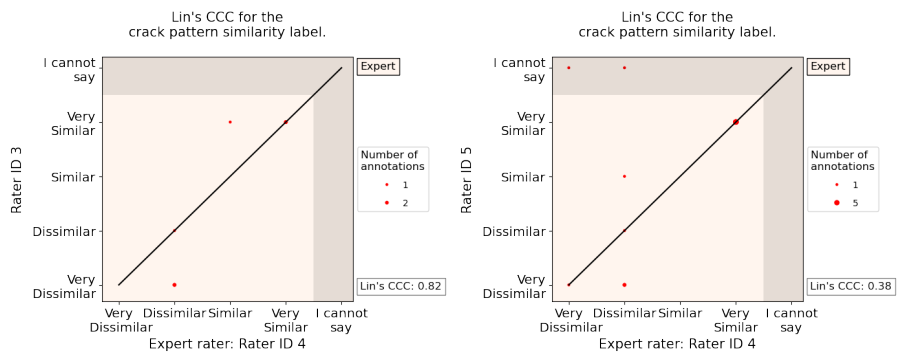 Lin's CCC for the
crack pattern similarity label.
I cannot
say
Very
Similar
Similar
Dissimilar
Very
Dissimilar
Rater ID 3
Very
Dissimilar
Dissimilar
Similar
Very
Similar
I cannot
say
Expert rater: Rater ID 4
Expert
Number of
annotations
1
2
Lin's CCC: 0.82
Lin's CCC for the
crack pattern similarity label.
I cannot
say
Very
Similar
Similar
Dissimilar
Very
Dissimilar
Rater ID 5
Very
Dissimilar
Dissimilar
Similar
Very
Similar
I cannot
say
Expert rater: Rater ID 4
Expert
Number of
annotations
1
5
Lin's CCC: 0.38